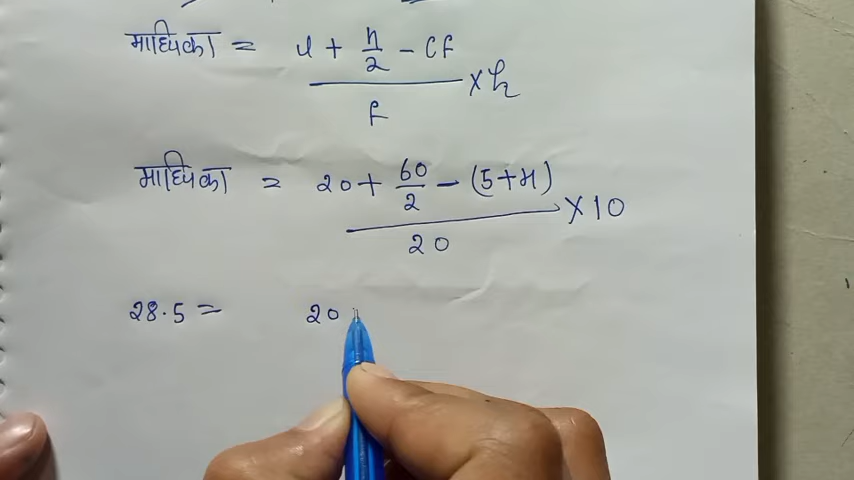 माध्यिका = l + n/2 - cf / f × h
माध्यिका = 20 + 60/2 - (5+x) / 20 × 10
28.5 = 20